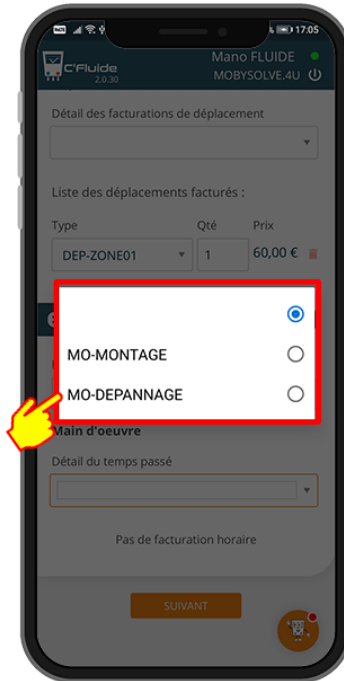 17:05
C'Fluide
2.0.30
Mano FLUIDE
MOBYSOLVE.4U
Détail des facturations de déplacement
Liste des déplacements facturés :
Type Qté Prix
DEP-ZONE01 1 60,00 €
MO-MONTAGE
MO-DEPANNAGE
Main d'oeuvre
Détail du temps passé
Pas de facturation horaire
SUIVANT